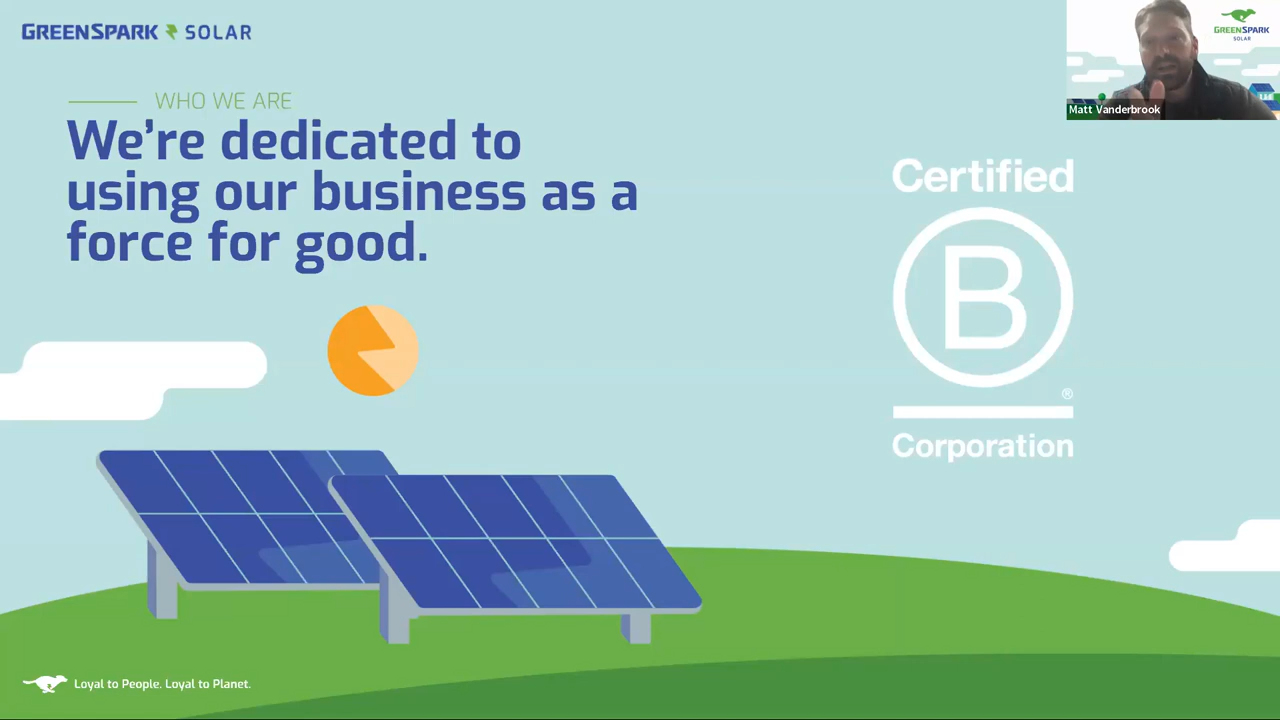 GREENSPARK SOLAR
WHO WE ARE
We're dedicated to
using our business as a
force for good.
Certified
B
®
Corporation
Loyal to People. Loyal to Planet.
GREENSPARK
SOLAR
Matt Vanderbrook